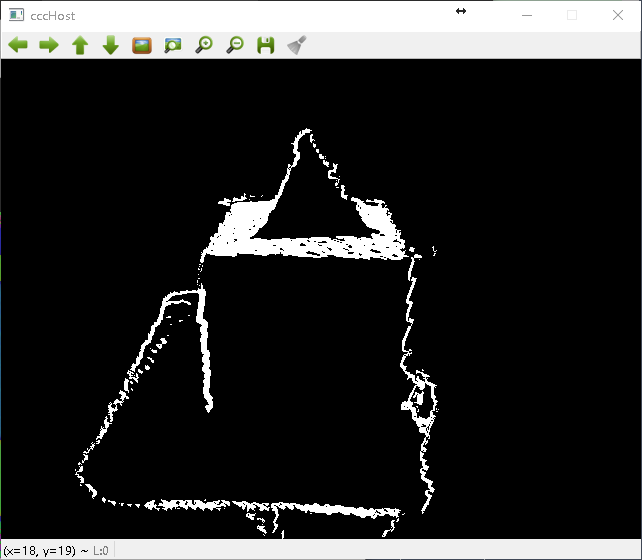 cccHost
(x=18, y=19) ~ L:0